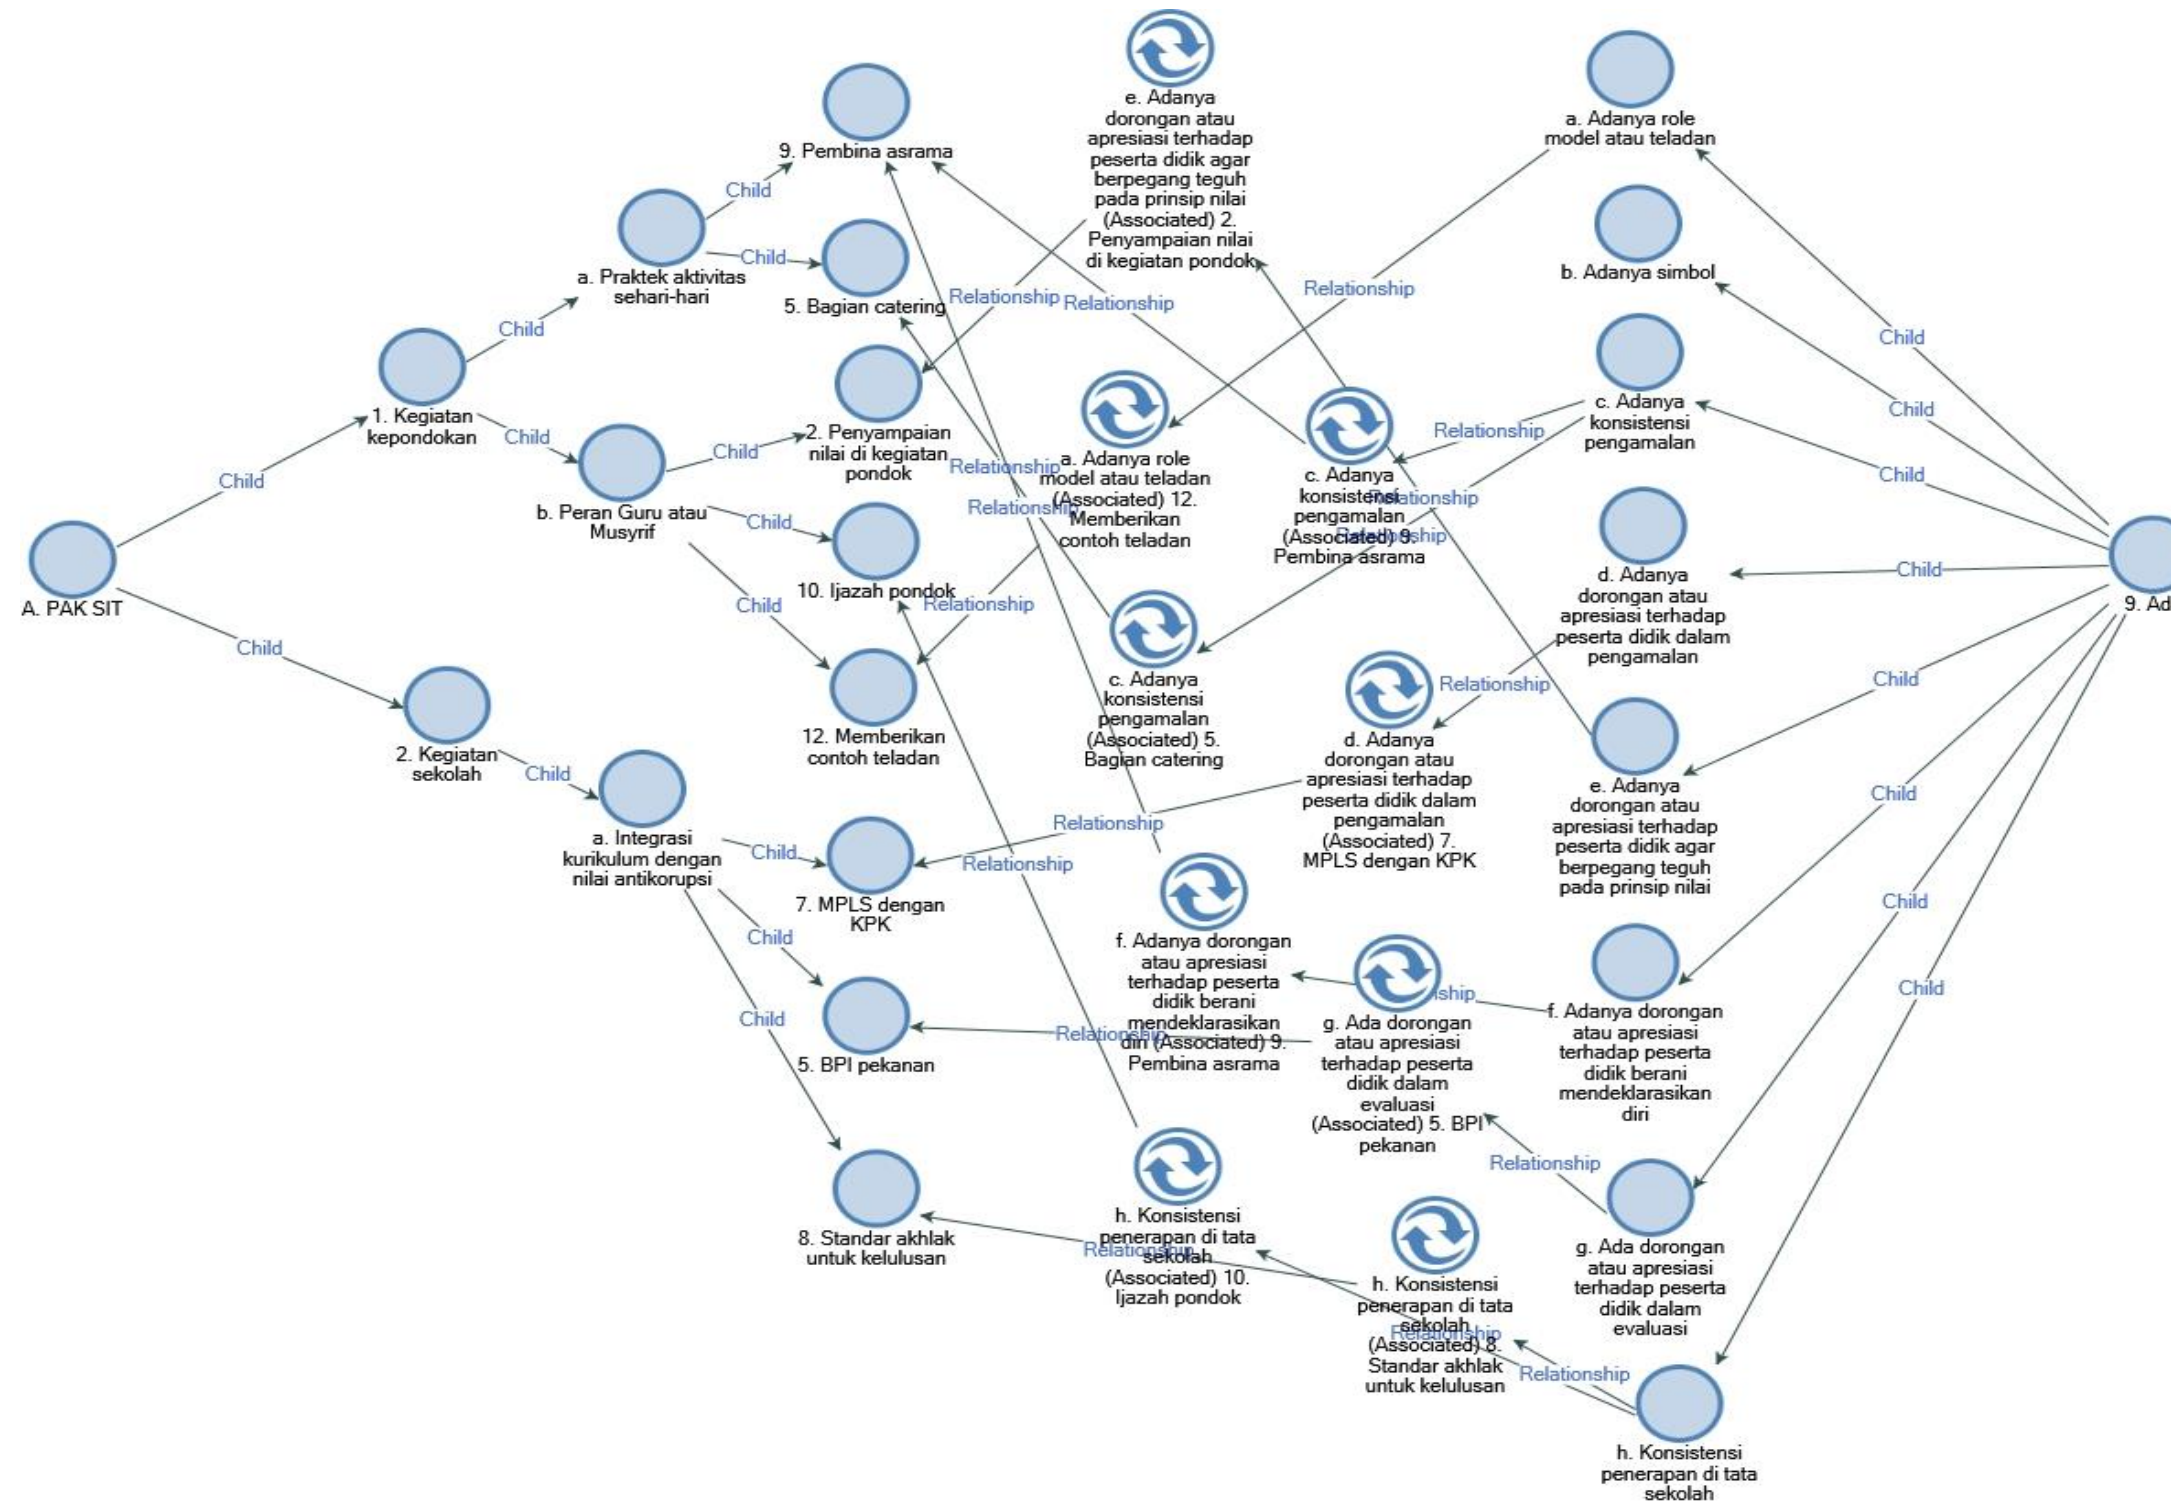 A. PAK SIT
Child
Child
1. Kegiatan
kepondokan
Child
Child
2. Kegiatan
sekolah
Child
a. Praktek aktivitas
sehari-hari
Child
Child
b. Peran Guru atau
Musyrif
Child
Child
Child
a. Integrasi
kurikulum dengan
nilai antikorupsi
Child
Child
Child
9. Pembina asrama
5. Bagian catering
2. Penyampaian
nilai di kegiatan
pondok
10. Ijazah pondok
12. Memberikan
contoh teladan
7. MPLS dengan
KPK
5. BPI pekanan
8. Standar akhlak
untuk kelulusan
Relationship
Relationship
Relationship
Relationship
Relationship
Relationship
Relationship
Relationship
Relationship
e. Adanya
dorongan atau
apresiasi terhadap
peserta didik agar
berpegang teguh
pada prinsip nilai
(Associated) 2.
Penyampaian nilai
di kegiatan pondok
a. Adanya role
model atau teladan
(Associated) 12.
Memberikan
contoh teladan
c. Adanya
konsistensi
pengamalan
(Associated) 5.
Bagian catering
f. Adanya dorongan
atau apresiasi
terhadap peserta
didik berani
mendeklarasikan
diri (Associated) 9.
Pembina asrama
h. Konsistensi
penerapan di tata
sekolah
(Associated) 10.
Ijazah pondok
c. Adanya
konsistensi
pengamalan
(Associated) 9.
Pembina asrama
d. Adanya
dorongan atau
apresiasi terhadap
peserta didik dalam
pengamalan
(Associated) 7.
MPLS dengan KPK
g. Ada dorongan
atau apresiasi
terhadap peserta
didik dalam
evaluasi
(Associated) 5. BPI
pekanan
h. Konsistensi
penerapan di tata
sekolah
(Associated) 8.
Standar akhlak
untuk kelulusan
Relationship
Relationship
Relationship
Relationship
Relationship
ship
Relationship
Relationship
Relationship
a. Adanya role
model atau teladan
b. Adanya simbol
c. Adanya
konsistensi
pengamalan
d. Adanya
dorongan atau
apresiasi terhadap
peserta didik dalam
pengamalan
e. Adanya
dorongan atau
apresiasi terhadap
peserta didik agar
berpegang teguh
pada prinsip nilai
f. Adanya dorongan
atau apresiasi
terhadap peserta
didik berani
mendeklarasikan
diri
g. Ada dorongan
atau apresiasi
terhadap peserta
didik dalam
evaluasi
h. Konsistensi
penerapan di tata
sekolah
Child
Child
Child
Child
Child
Child
Child
Child
9. Ad